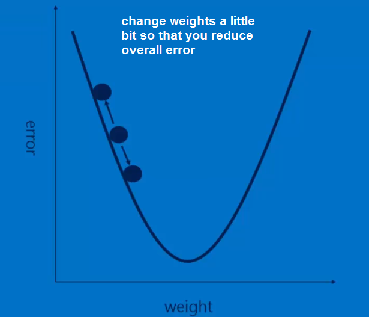 change weights a little
bit so that you reduce
overall error
error
weight